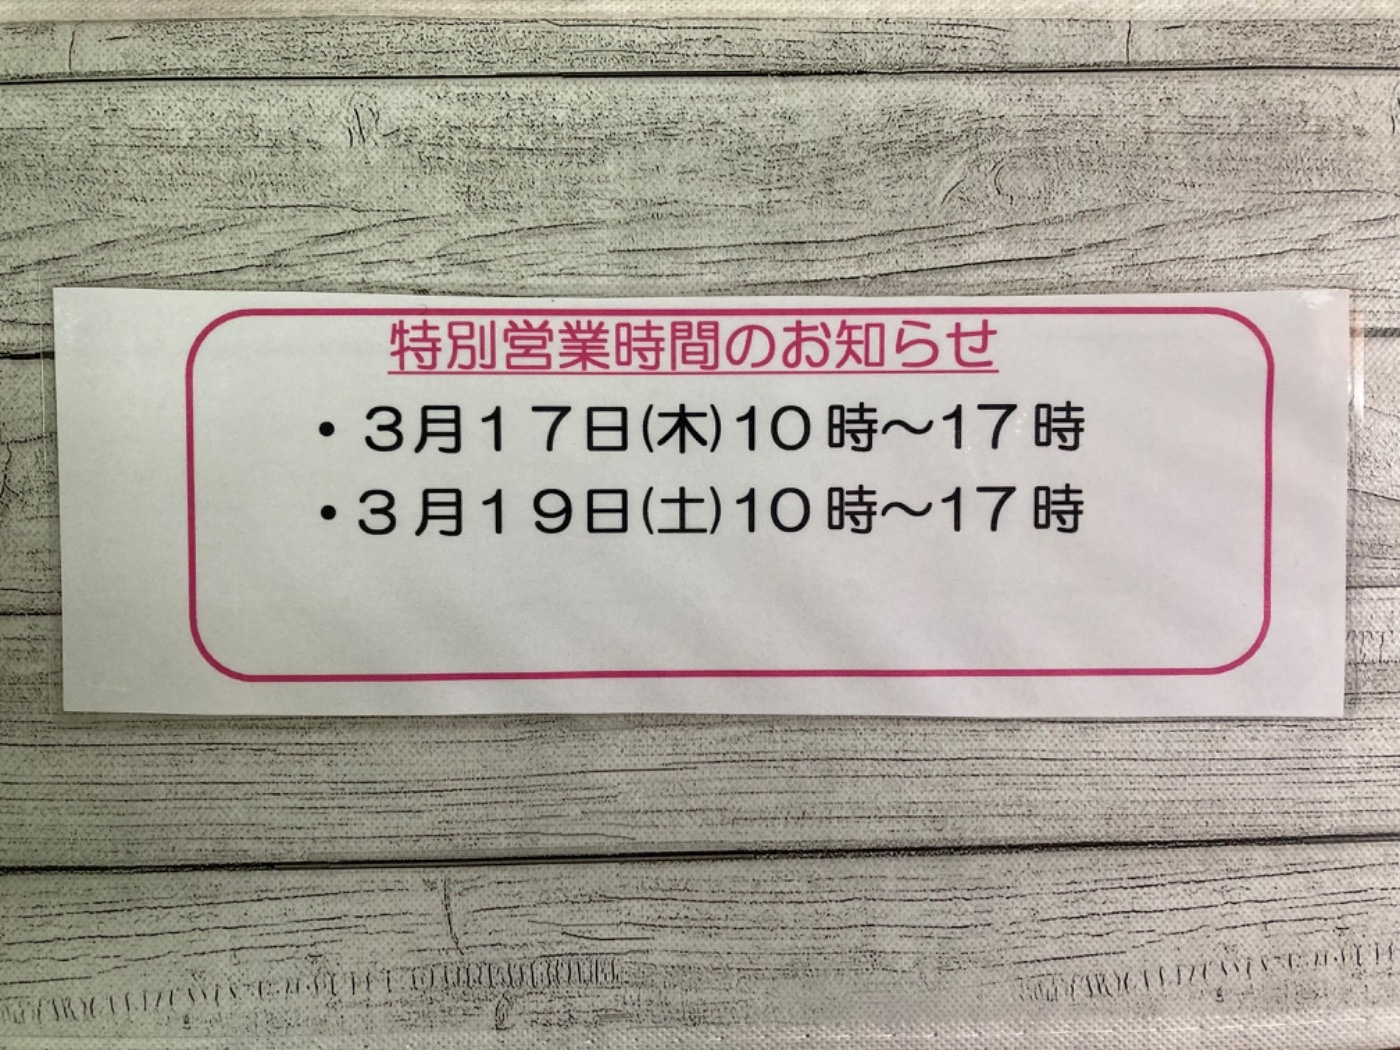 特別営業時間のお知らせ
・３月１７日(木)10時～17時
・３月１９日(土)10時～17時